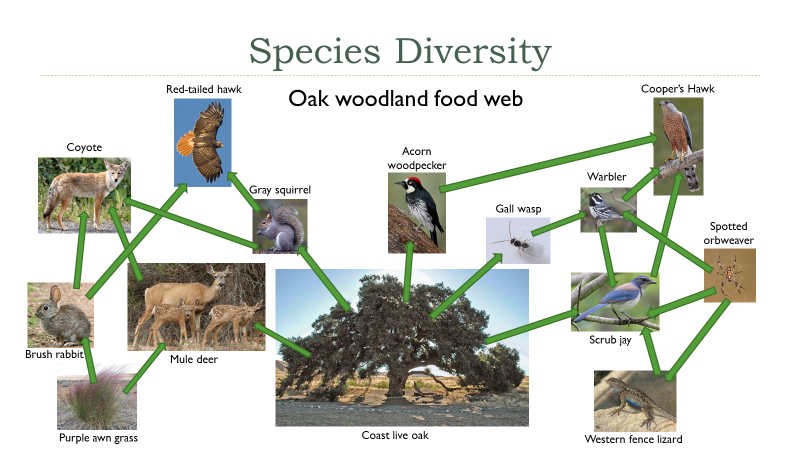 Species Diversity
Oak woodland food web
Red-tailed hawk
Cooper's Hawk
Coyote
Acorn
woodpecker
Gray squirrel
Warbler
Gall wasp
Spotted
orbweaver
Brush rabbit
Mule deer
Scrub jay
Purple awn grass
Coast live oak
Western fence lizard